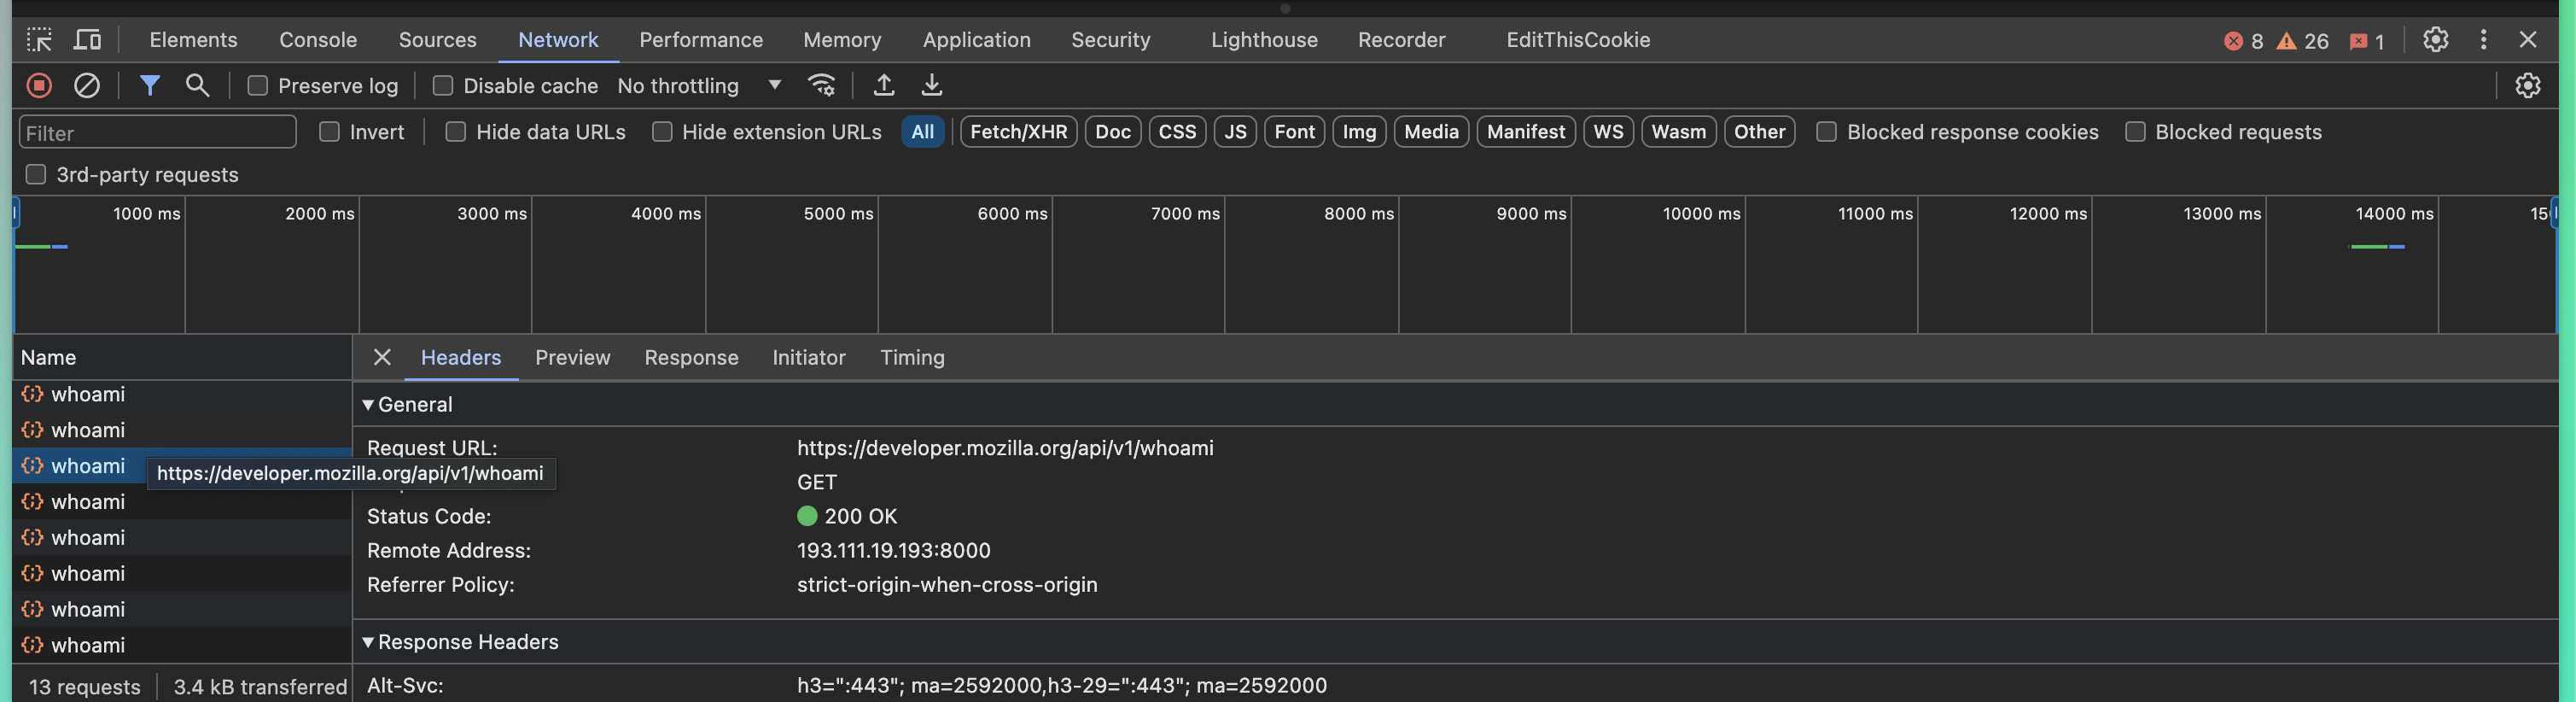 Elements Console Sources Network Performance Memory Application Security Lighthouse Recorder EditThisCookie 8 26 1
Preserve log Disable cache No throttling
Filter Invert Hide data URLs Hide extension URLs All Fetch/XHR Doc CSS JS Font Img Media Manifest WS Wasm Other Blocked response cookies Blocked requests
3rd-party requests
1000 ms 2000 ms 3000 ms 4000 ms 5000 ms 6000 ms 7000 ms 8000 ms 9000 ms 10000 ms 11000 ms 12000 ms 13000 ms 14000 ms
Name
whoami
whoami
whoami
https://developer.mozilla.org/api/v1/whoami
whoami
whoami
whoami
whoami
whoami
13 requests 3.4 kB transferred
Headers Preview Response Initiator Timing
General
Request URL: https://developer.mozilla.org/api/v1/whoami
GET
Status Code: 200 OK
Remote Address: 193.111.19.193:8000
Referrer Policy: strict-origin-when-cross-origin
Response Headers
Alt-Svc: h3=":443"; ma=2592000,h3-29=":443"; ma=2592000